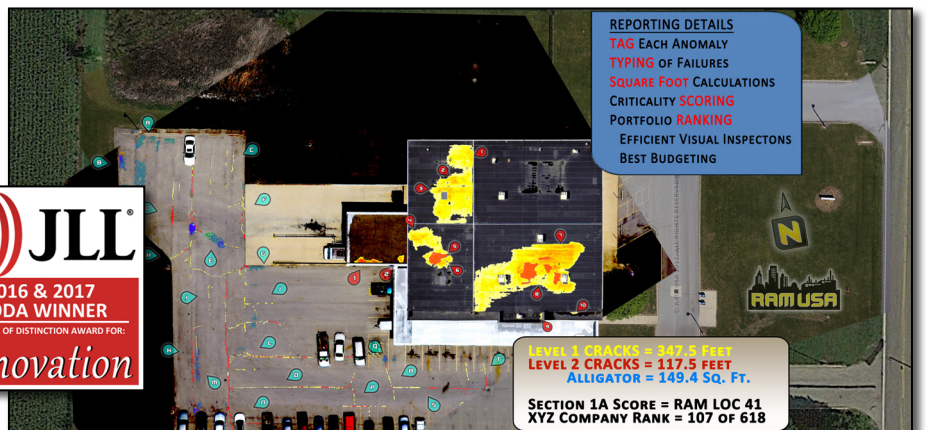 REPORTING DETAILS
TAG EACH ANOMALY
TYPING OF FAILURES
SQUARE FOOT CALCULATIONS
CRITICALITY SCORING
PORTFOLIO RANKING
EFFICIENT VISUAL INSPECTONS
BEST BUDGETING
JLL®
016 & 2017
DA WINNER
OF DISTINCTION AWARD FOR:
novation
N
RAMUSA
LEVEL 1 CRACKS = 347.5 FEET
LEVEL 2 CRACKS = 117.5 FEET
ALLIGATOR = 149.4 SQ. FT.
SECTION 1A SCORE = RAM LOC 41
XYZ COMPANY RANK = 107 OF 618